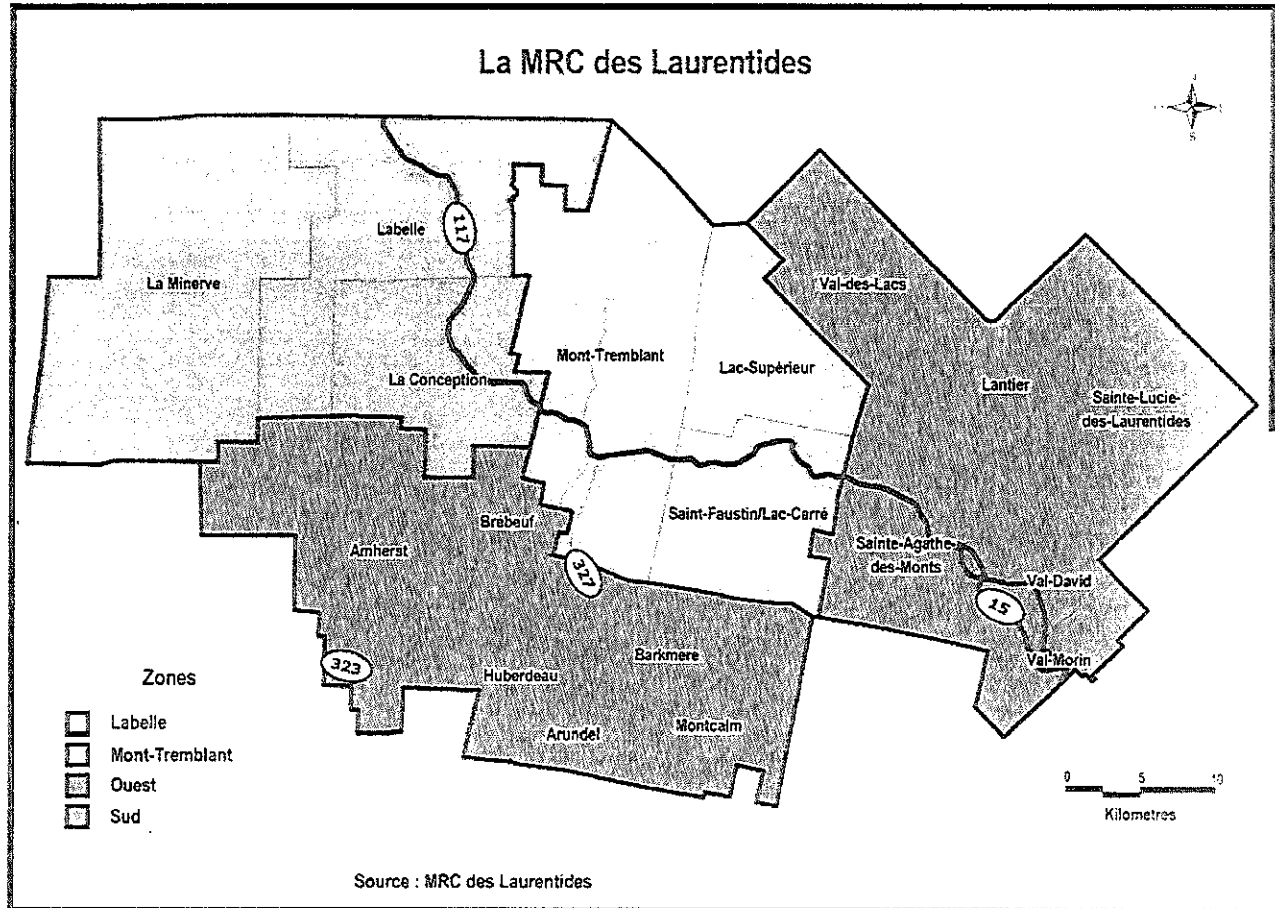 La MRC des Laurentides
S
117
Labelle
La Minerve
Val-des-Lacs
Mont-Tremblant
Lac-Supérieur
La Conception
Lantier
Sainte-Lucie-
des-Laurentides
Saint-Faustin/Lac-Carré
Brébeuf
Amherst
Sainte-Agathe-
des-Monts
327
Val-David
15
Barkmere
Val-Morin
323
Huberdeau
Montcalm
Arundel
Zones
Labelle
Mont-Tremblant
Ouest
Sud
0 5 10
Kilometres
Source : MRC des Laurentides